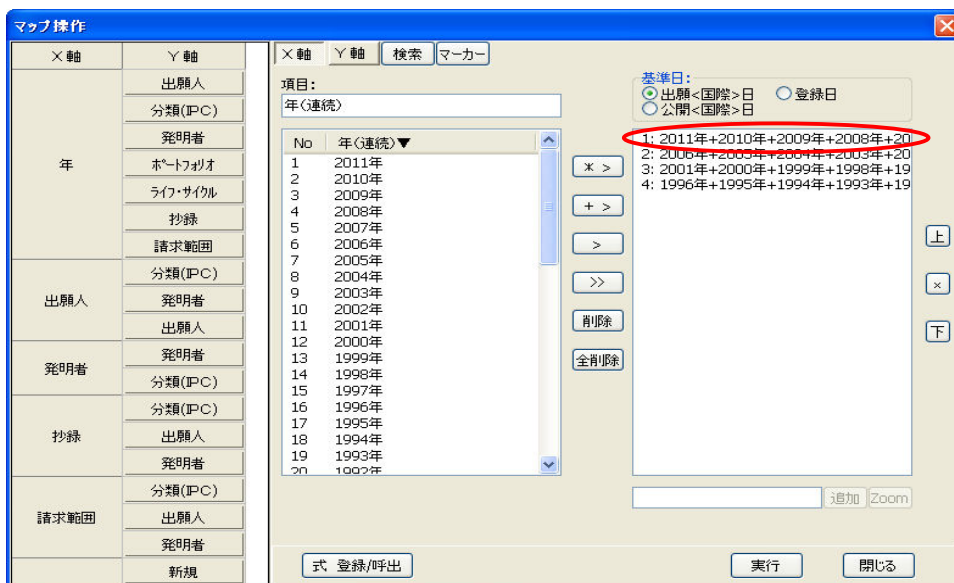 マップ操作
X軸 Y軸
年
出願人
分類(IPC)
発明者
ポートフォリオ
ライフ・サイクル
抄録
請求範囲
出願人
分類(IPC)
発明者
出願人
発明者
発明者
分類(IPC)
抄録
分類(IPC)
出願人
発明者
請求範囲
分類(IPC)
出願人
発明者
新規
X軸 Y軸 検索 マーカー
項目:
年(連続)
No 年(連続)▼
1 2011年
2 2010年
3 2009年
4 2008年
5 2007年
6 2006年
7 2005年
8 2004年
9 2003年
10 2002年
11 2001年
12 2000年
13 1999年
14 1998年
15 1997年
16 1996年
17 1995年
18 1994年
19 1993年
20 1992年
* >
+ >
>
>>
削除
全削除
基準日:
出願<国際>日 登録日
公開<国際>日
1: 2011年+2010年+2009年+2008年+20
2: 2006年+2005年+2004年+2003年+20
3: 2001年+2000年+1999年+1998年+19
4: 1996年+1995年+1994年+1993年+19
上
×
下
追加 Zoom
式 登録/呼出 実行 閉じる